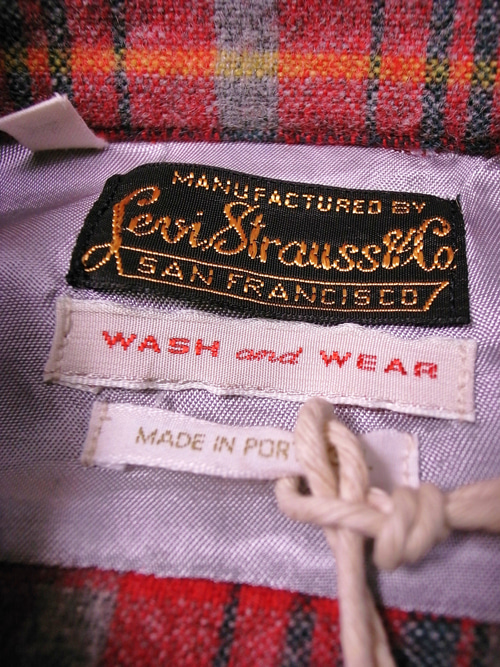 MANUFACTURED BY
Levi Strauss & Co
SAN FRANCISCO
WASH and WEAR
MADE IN POR